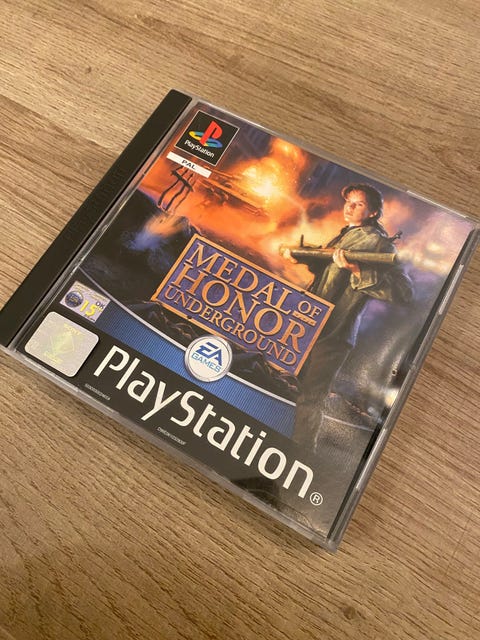 PlayStation
PAL
MEDAL OF
HONOR
UNDERGROUND
15
EA
GAMES
PlayStation®